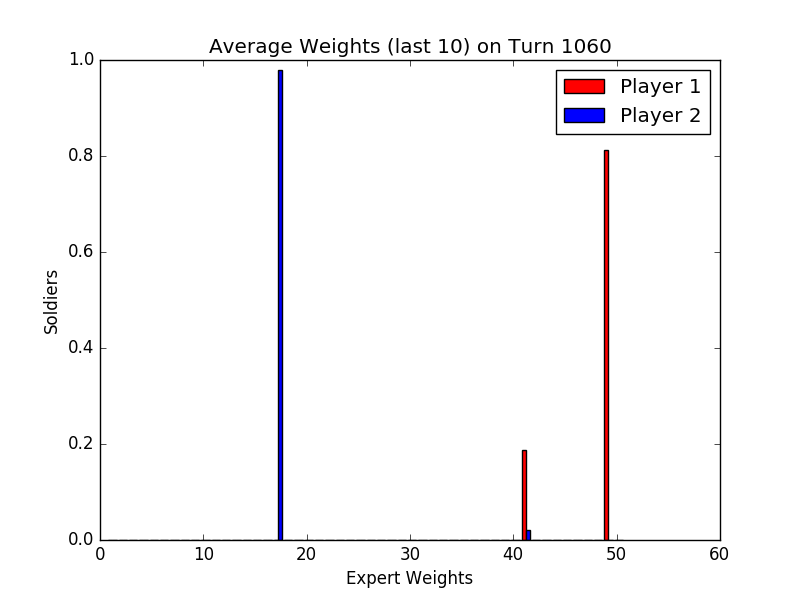 Average Weights (last 10) on Turn 1060
1.0
0.8
0.6
0.4
0.2
0.0
Soldiers
Player 1
Player 2
0 10 20 30 40 50 60
Expert Weights